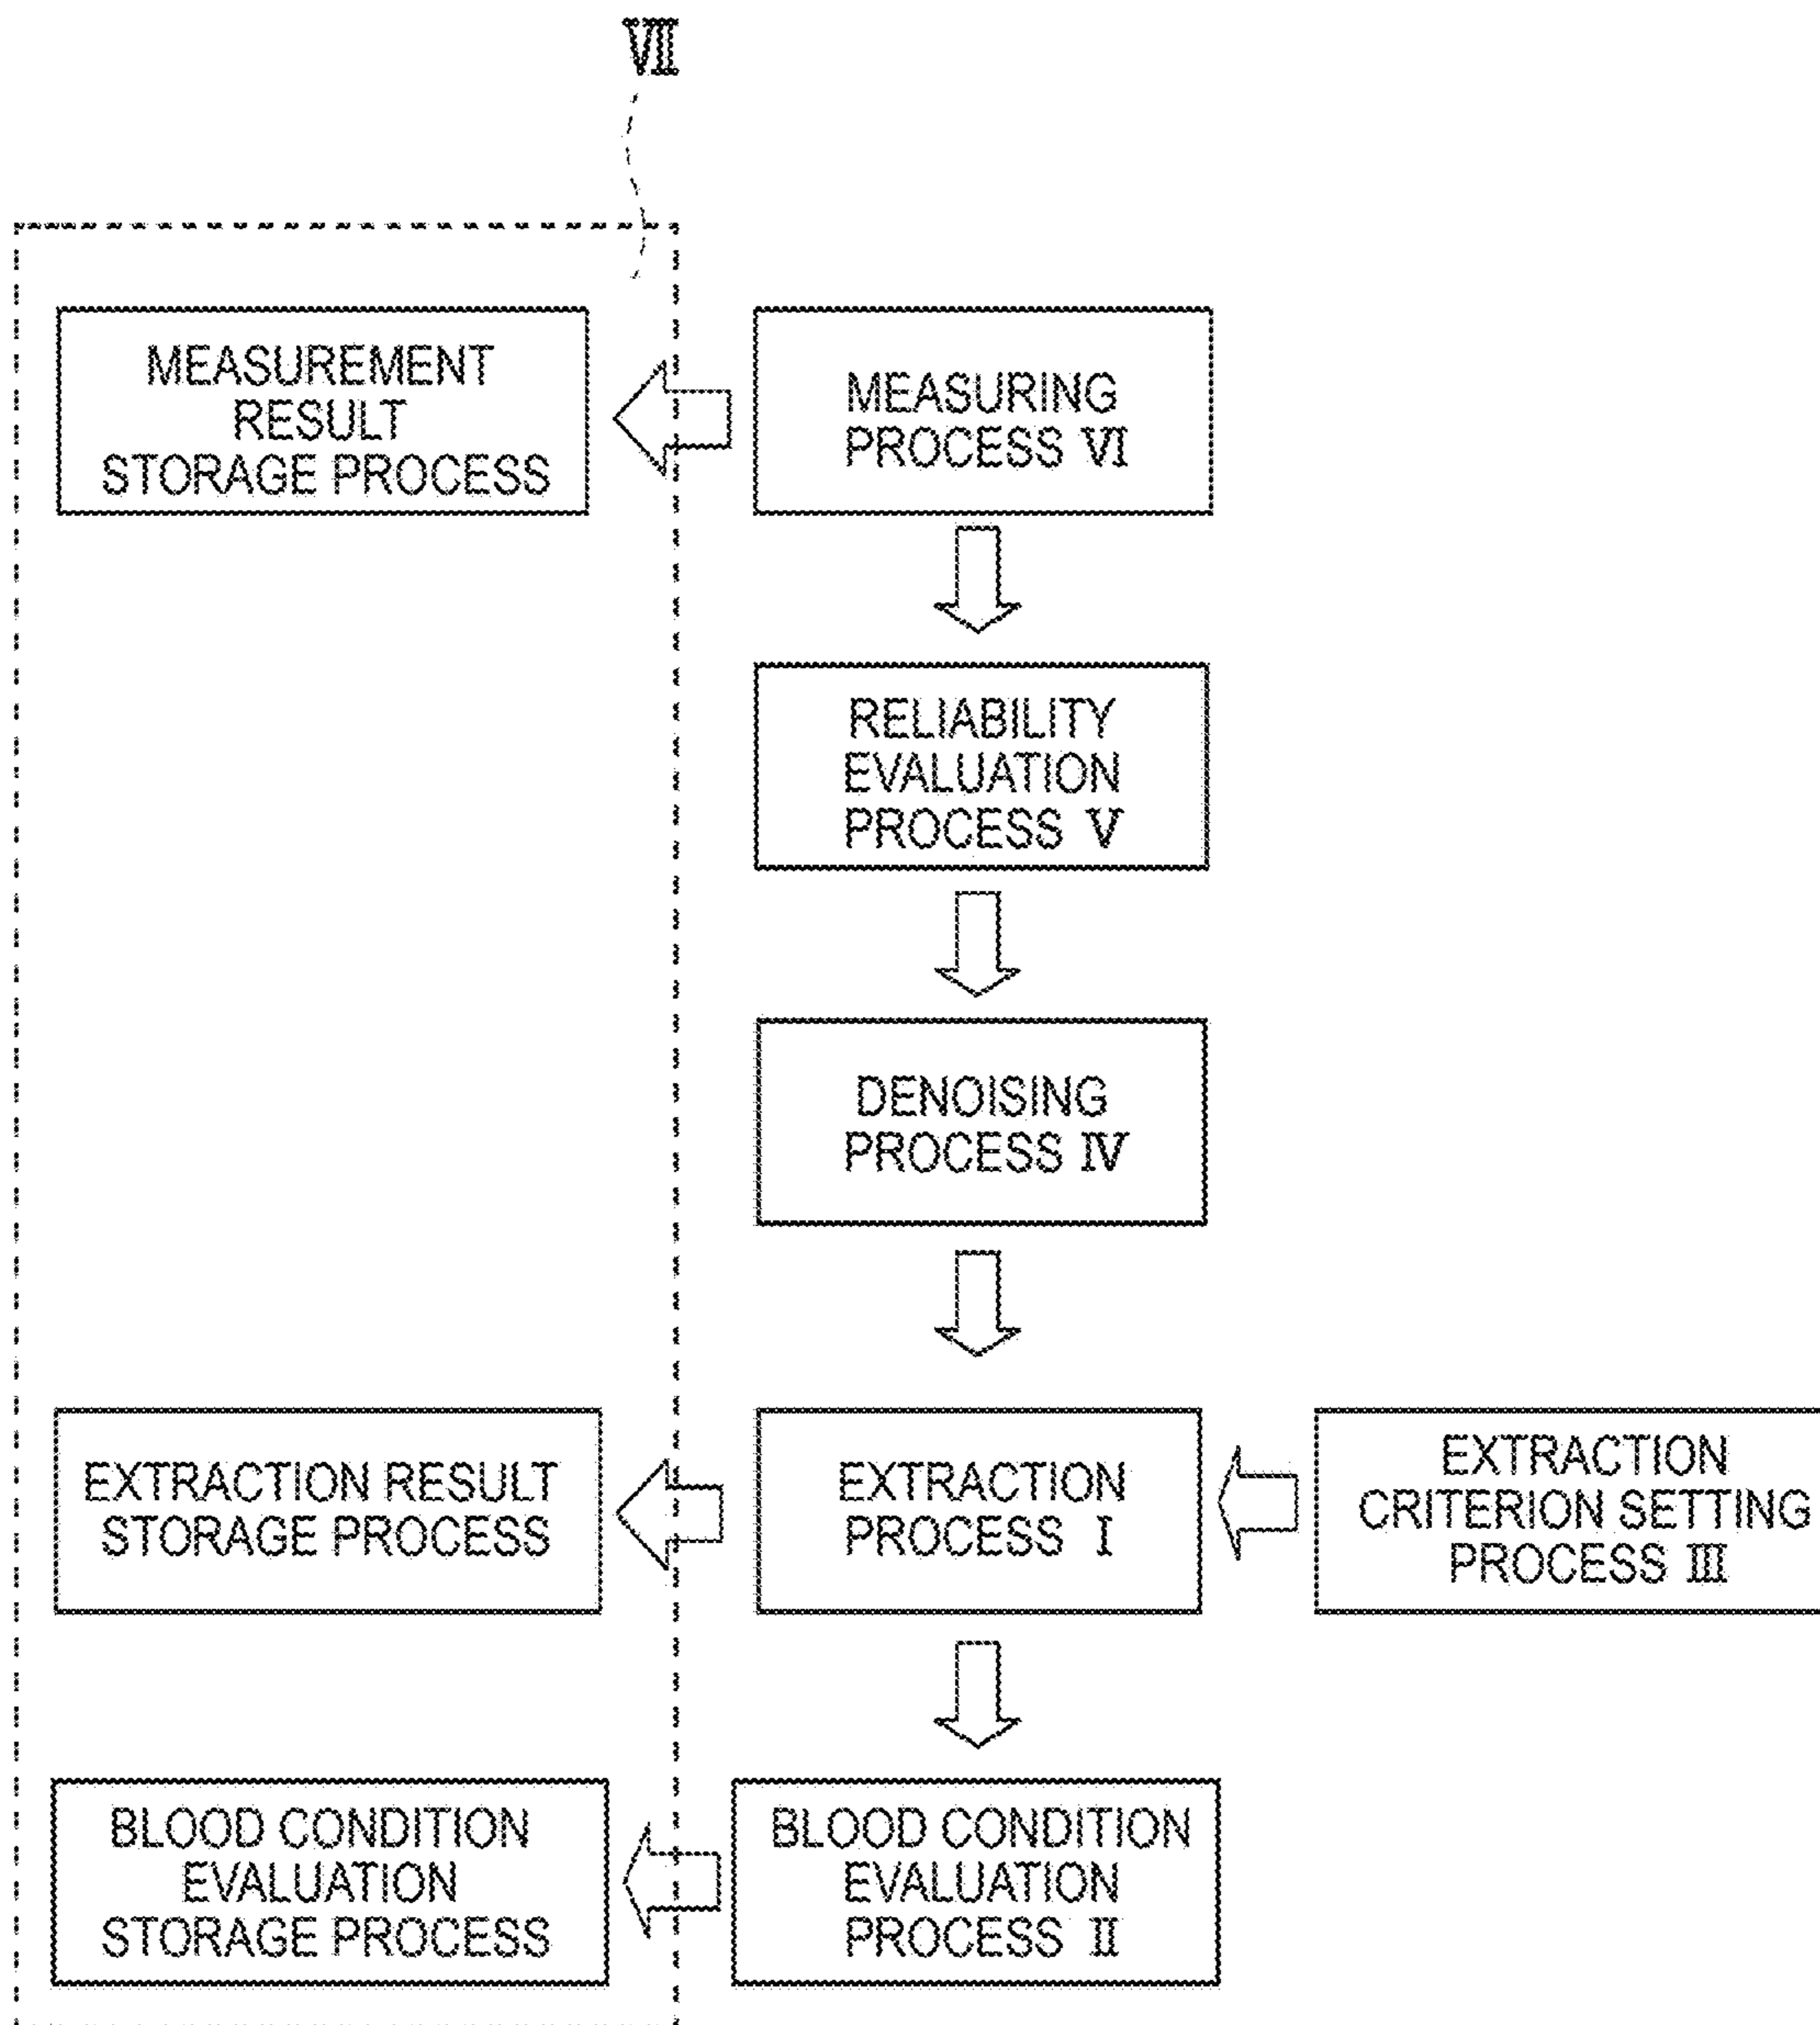 Ⅶ
MEASUREMENT
RESULT
STORAGE PROCESS
MEASURING
PROCESS Ⅵ
RELIABILITY
EVALUATION
PROCESS Ⅴ
DENOISING
PROCESS Ⅳ
EXTRACTION RESULT
STORAGE PROCESS
EXTRACTION
PROCESS Ⅰ
EXTRACTION
CRITERION SETTING
PROCESS Ⅲ
BLOOD CONDITION
EVALUATION
STORAGE PROCESS
BLOOD CONDITION
EVALUATION
PROCESS Ⅱ